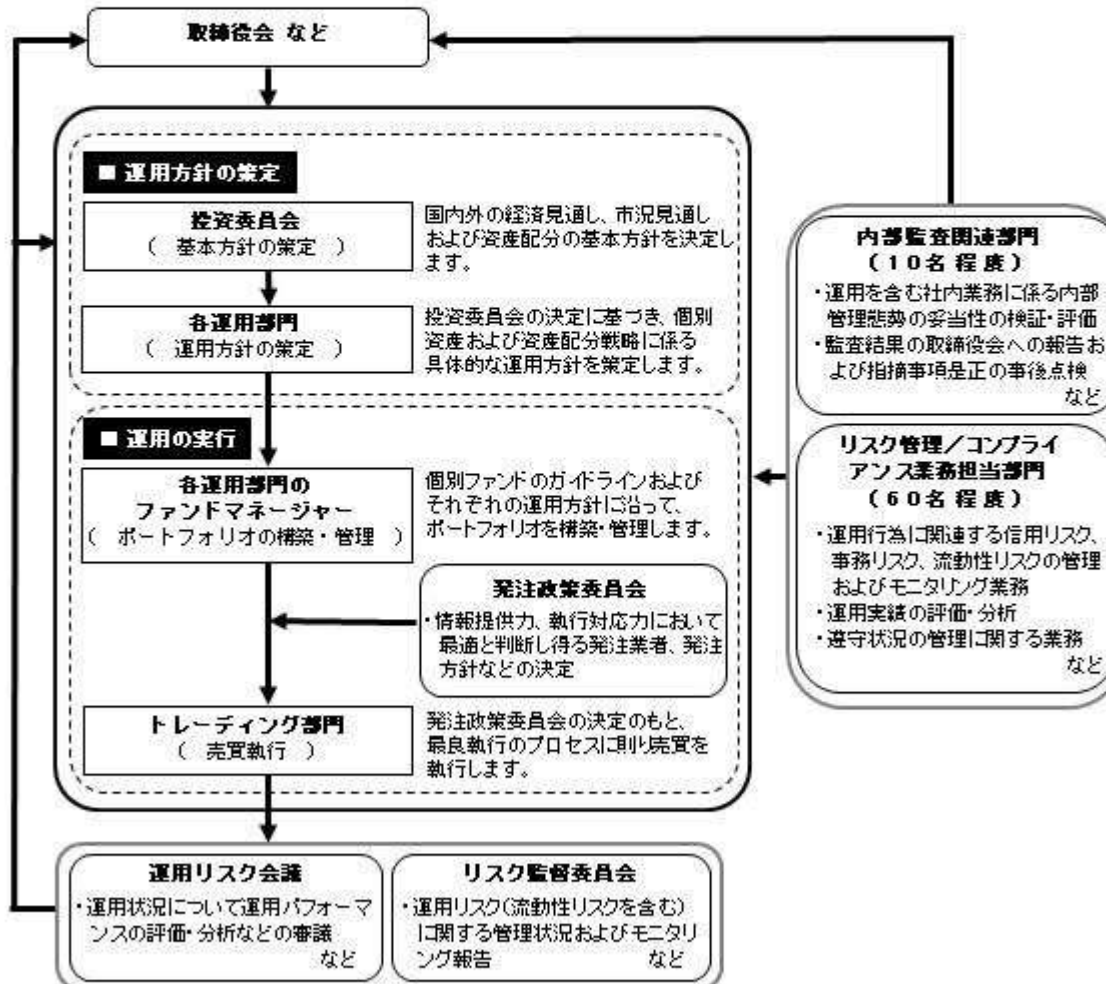 取締役会 など
■ 運用方針の策定
投資委員会
( 基本方針の策定 )
国内外の経済見通し、市況見通し
および資産配分の基本方針を決定し
ます。
各運用部門
( 運用方針の策定 )
投資委員会の決定に基づき、個別
資産および資産配分戦略に係る
具体的な運用方針を策定します。
■ 運用の実行
各運用部門の
ファンドマネージャー
( ポートフォリオの構築・管理 )
個別ファンドのガイドラインおよび
それぞれの運用方針に沿って、
ポートフォリオを構築・管理します。
発注政策委員会
・情報提供力、執行対応力において
最適と判断し得る発注業者、発注
方針などの決定
トレーディング部門
( 売買執行 )
発注政策委員会の決定のもと、
最良執行のプロセスに則り売買を
執行します。
内部監査関連部門
(10名程度)
・運用を含む社内業務に係る内部
管理態勢の妥当性の検証・評価
・監査結果の取締役会への報告お
よび指摘事項是正の事後点検
など
リスク管理/コンプライ
アンス業務担当部門
(60名程度)
・運用行為に関連する信用リスク、
事務リスク、流動性リスクの管理
およびモニタリング業務
・運用実績の評価・分析
・遵守状況の管理に関する業務
など
運用リスク会議
・運用状況について運用パフォーマ
ンスの評価・分析などの審議
など
リスク監督委員会
・運用リスク(流動性リスクを含む)
に関する管理状況およびモニタリ
ング報告 など